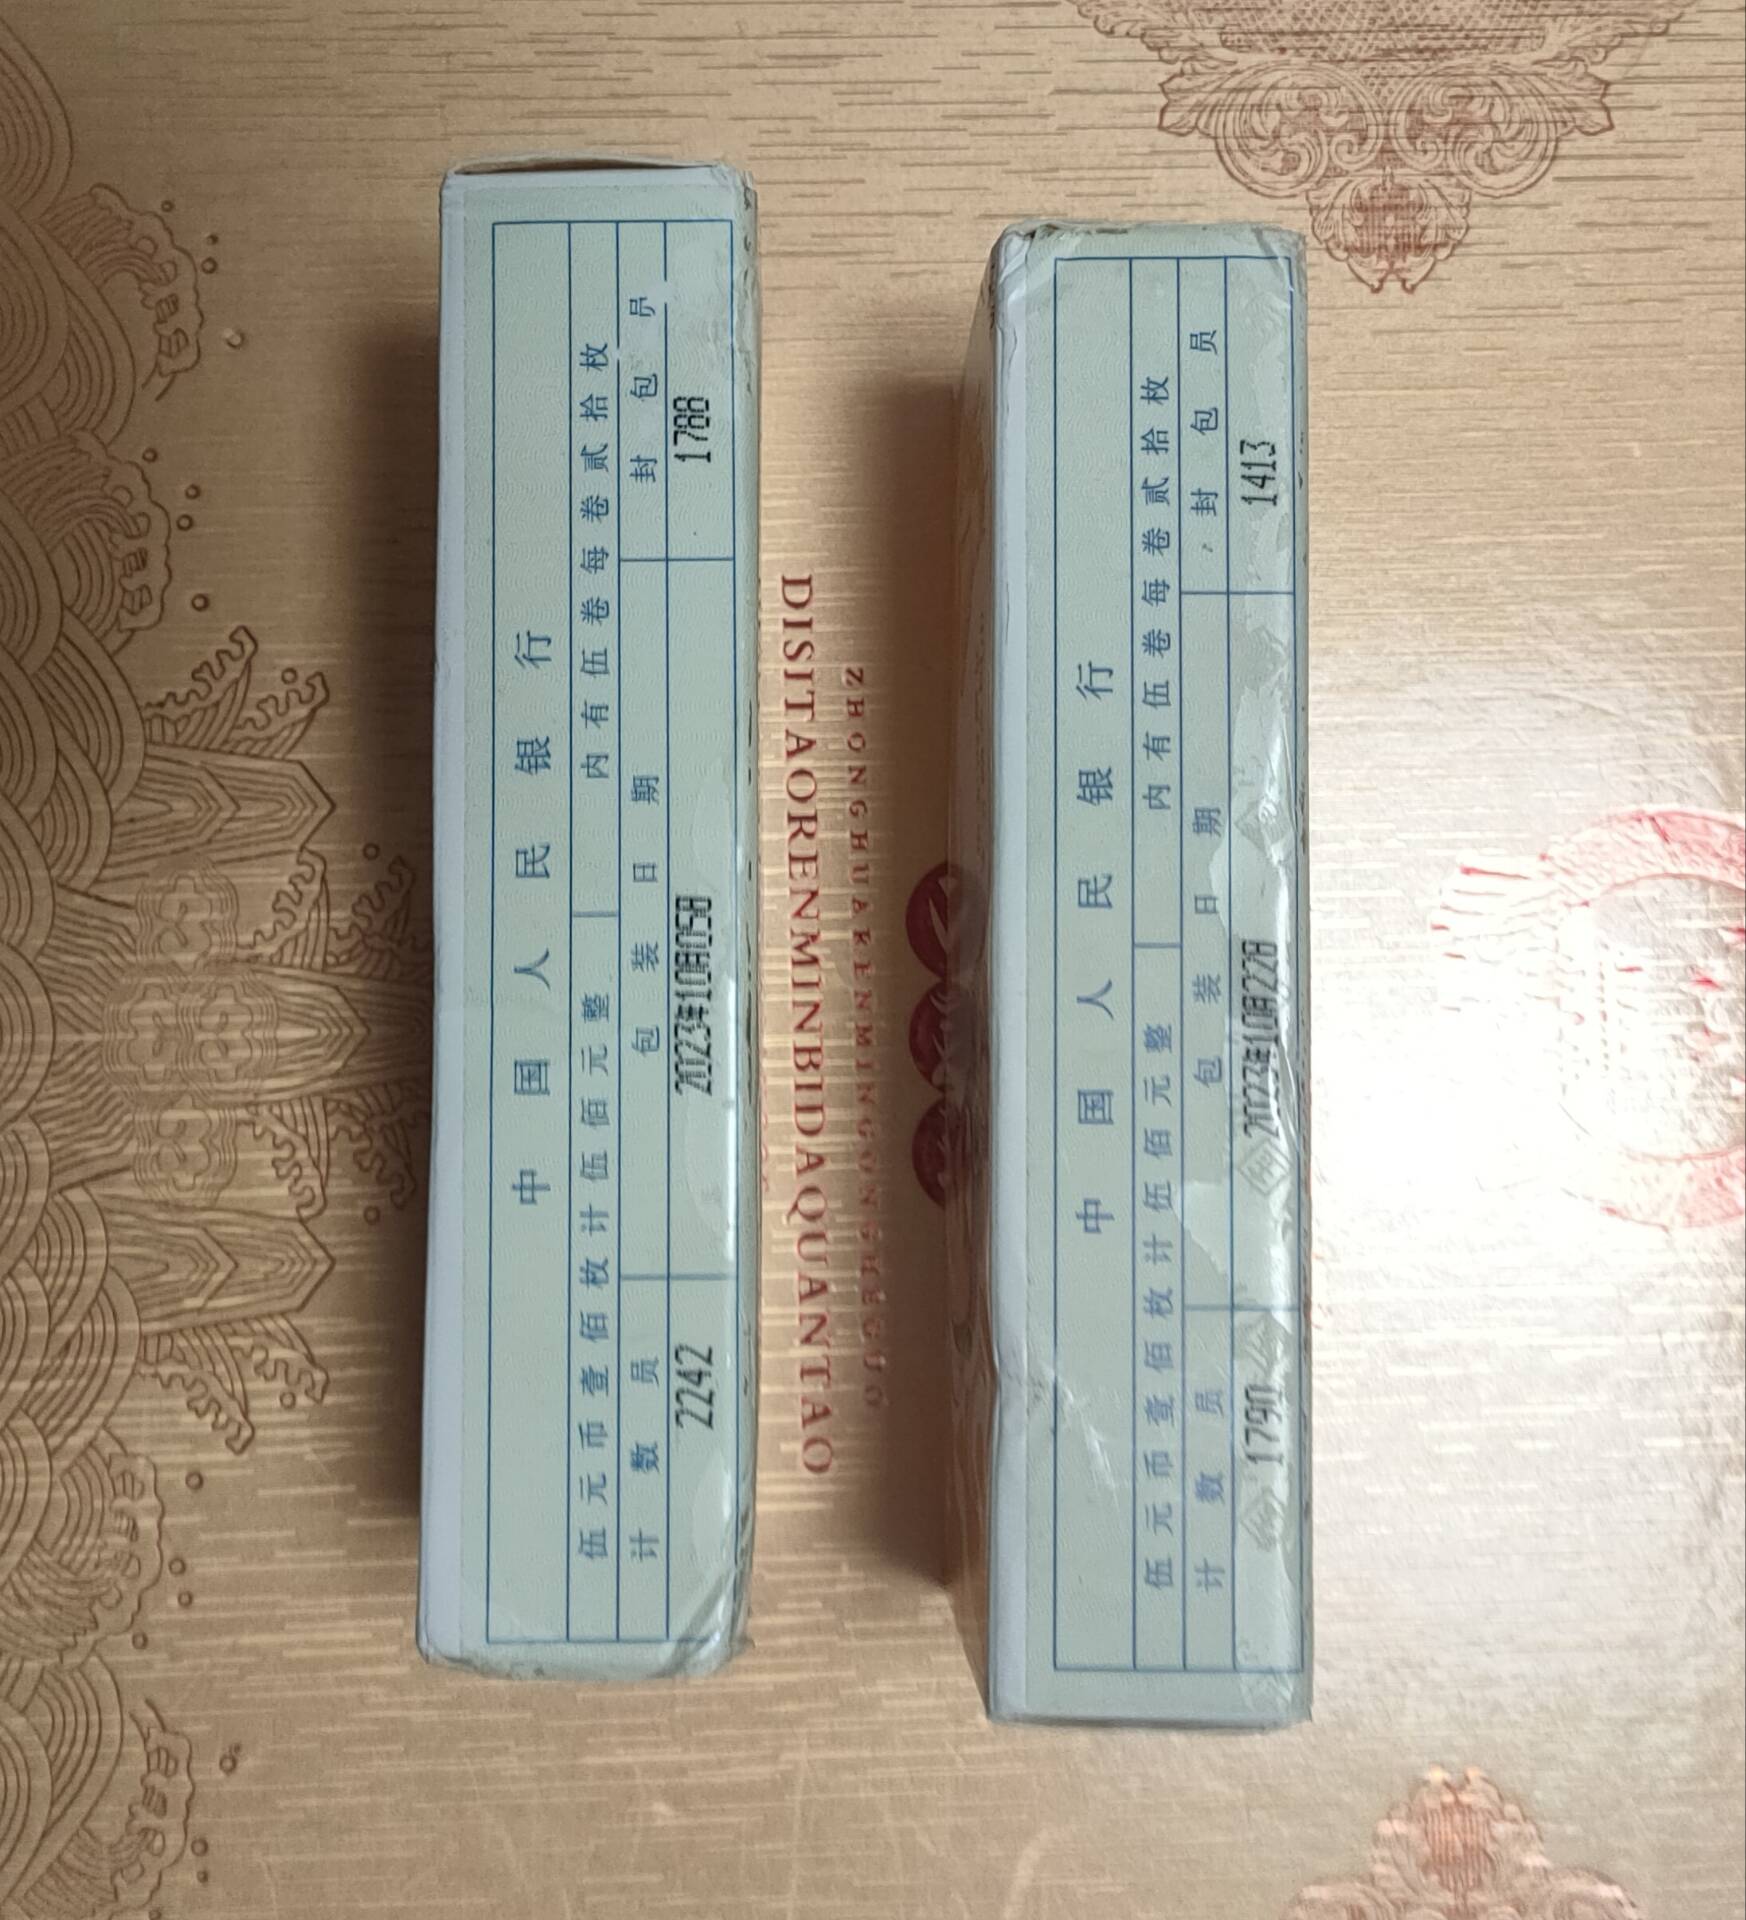 中国人民银行
伍元币壹佰枚计伍佰元整 内有伍卷每卷贰拾枚
计数员 包装日期 封包员
2242 2023年10月05日 1788
DISITAORENMINBIDAQUANTAO
ZHONGHUARENMINGONGHEGUO
中国人民银行
伍元币壹佰枚计伍佰元整 内有伍卷每卷贰拾枚
计数员 包装日期 封包员
1790 2023年10月22日 1413